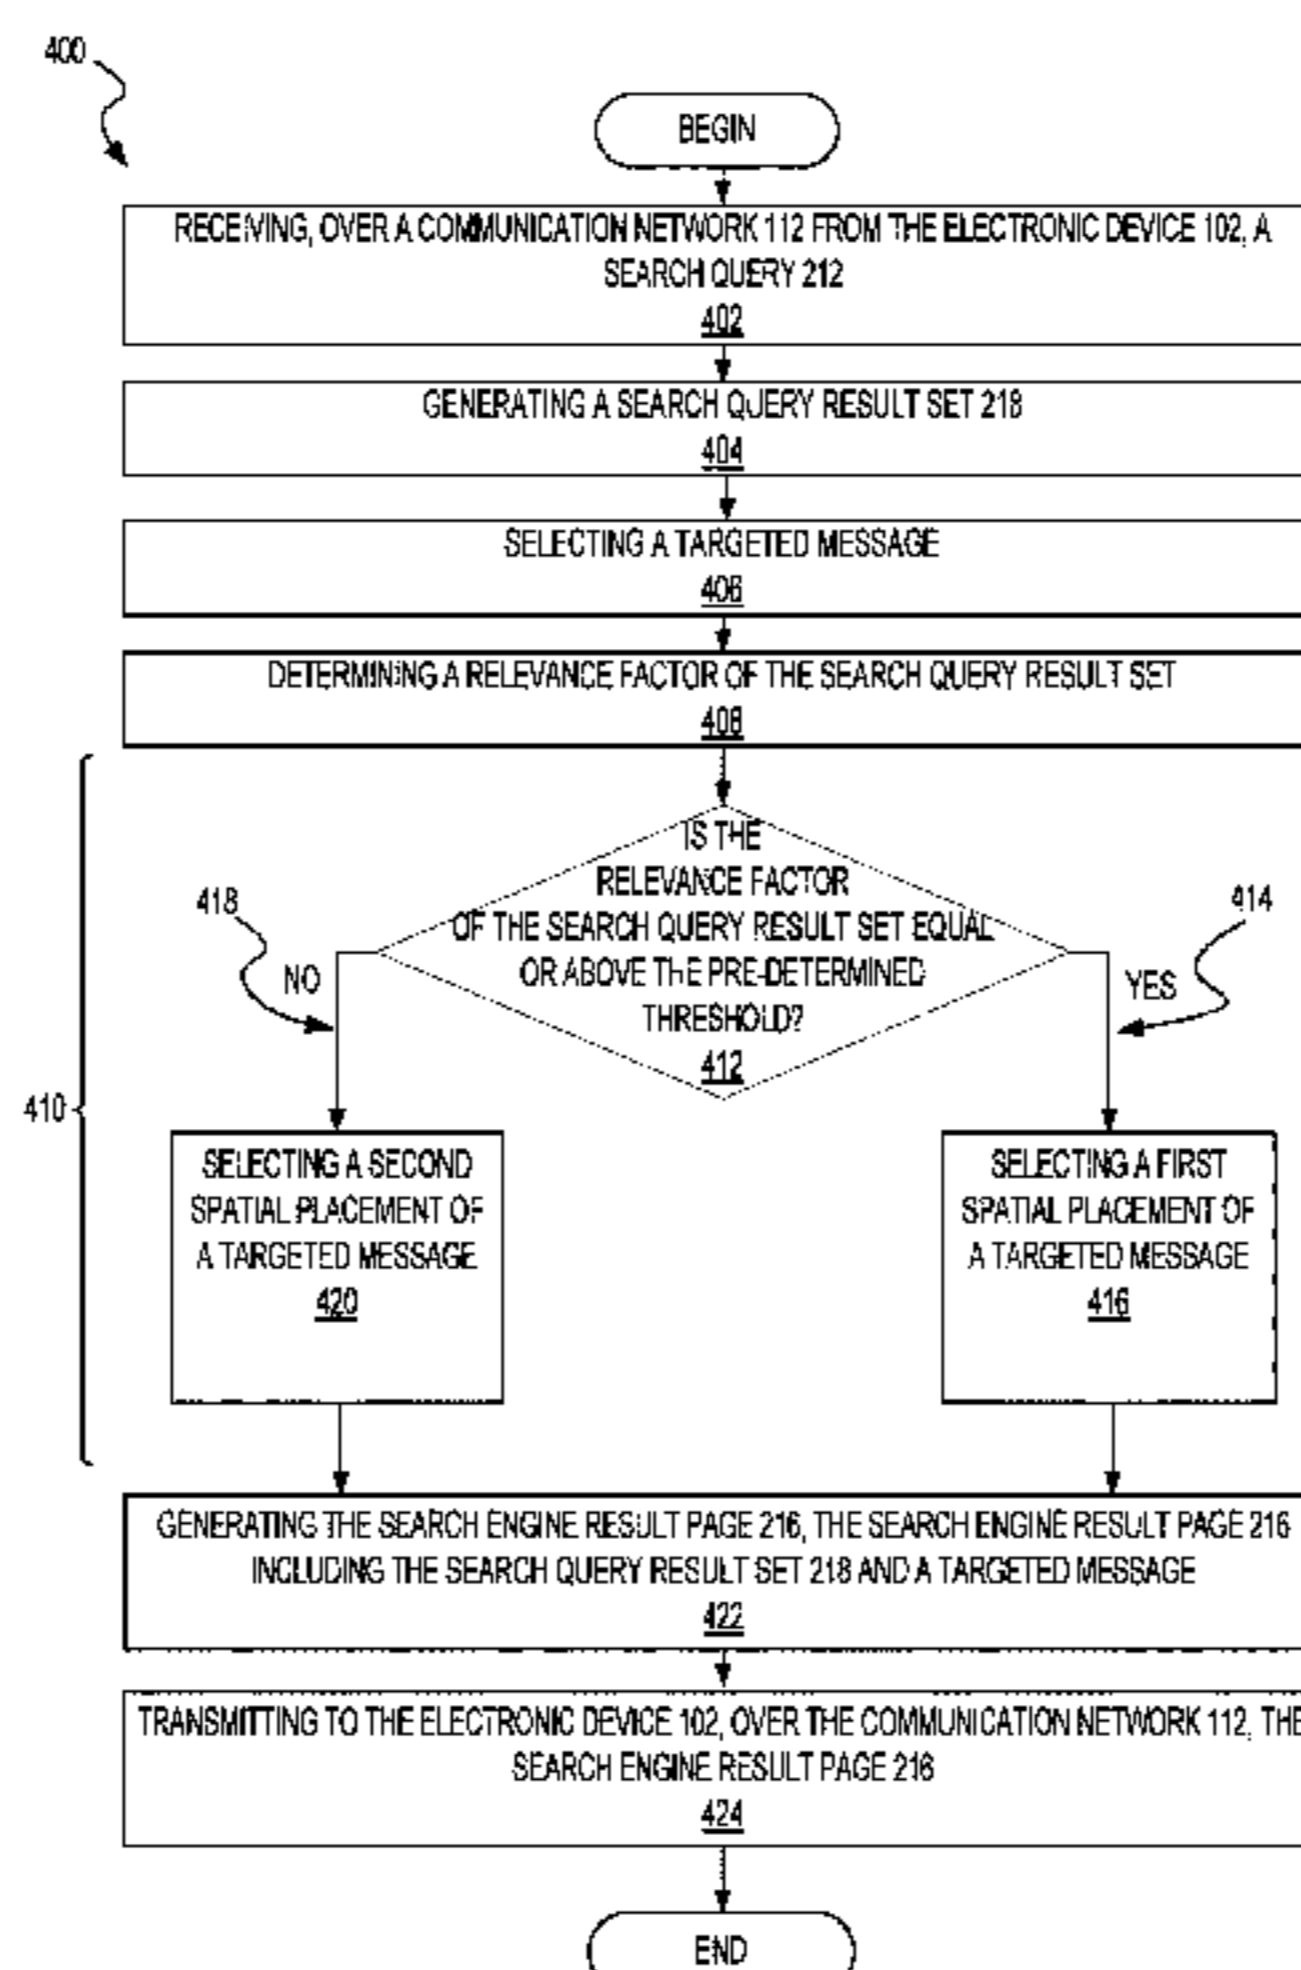 400
BEGIN
RECEIVING, OVER A COMMUNICATION NETWORK 112 FROM THE ELECTRONIC DEVICE 102, A
SEARCH QUERY 212
402
GENERATING A SEARCH QUERY RESULT SET 218
404
SELECTING A TARGETED MESSAGE
406
DETERMINING A RELEVANCE FACTOR OF THE SEARCH QUERY RESULT SET
408
IS THE
RELEVANCE FACTOR
OF THE SEARCH QUERY RESULT SET EQUAL
OR ABOVE THE PRE-DETERMINED
THRESHOLD?
412
418
NO
414
YES
410
SELECTING A SECOND
SPATIAL PLACEMENT OF
A TARGETED MESSAGE
420
SELECTING A FIRST
SPATIAL PLACEMENT OF
A TARGETED MESSAGE
416
GENERATING THE SEARCH ENGINE RESULT PAGE 216, THE SEARCH ENGINE RESULT PAGE 216
INCLUDING THE SEARCH QUERY RESULT SET 218 AND A TARGETED MESSAGE
422
TRANSMITTING TO THE ELECTRONIC DEVICE 102, OVER THE COMMUNICATION NETWORK 112, THE
SEARCH ENGINE RESULT PAGE 216
424
END